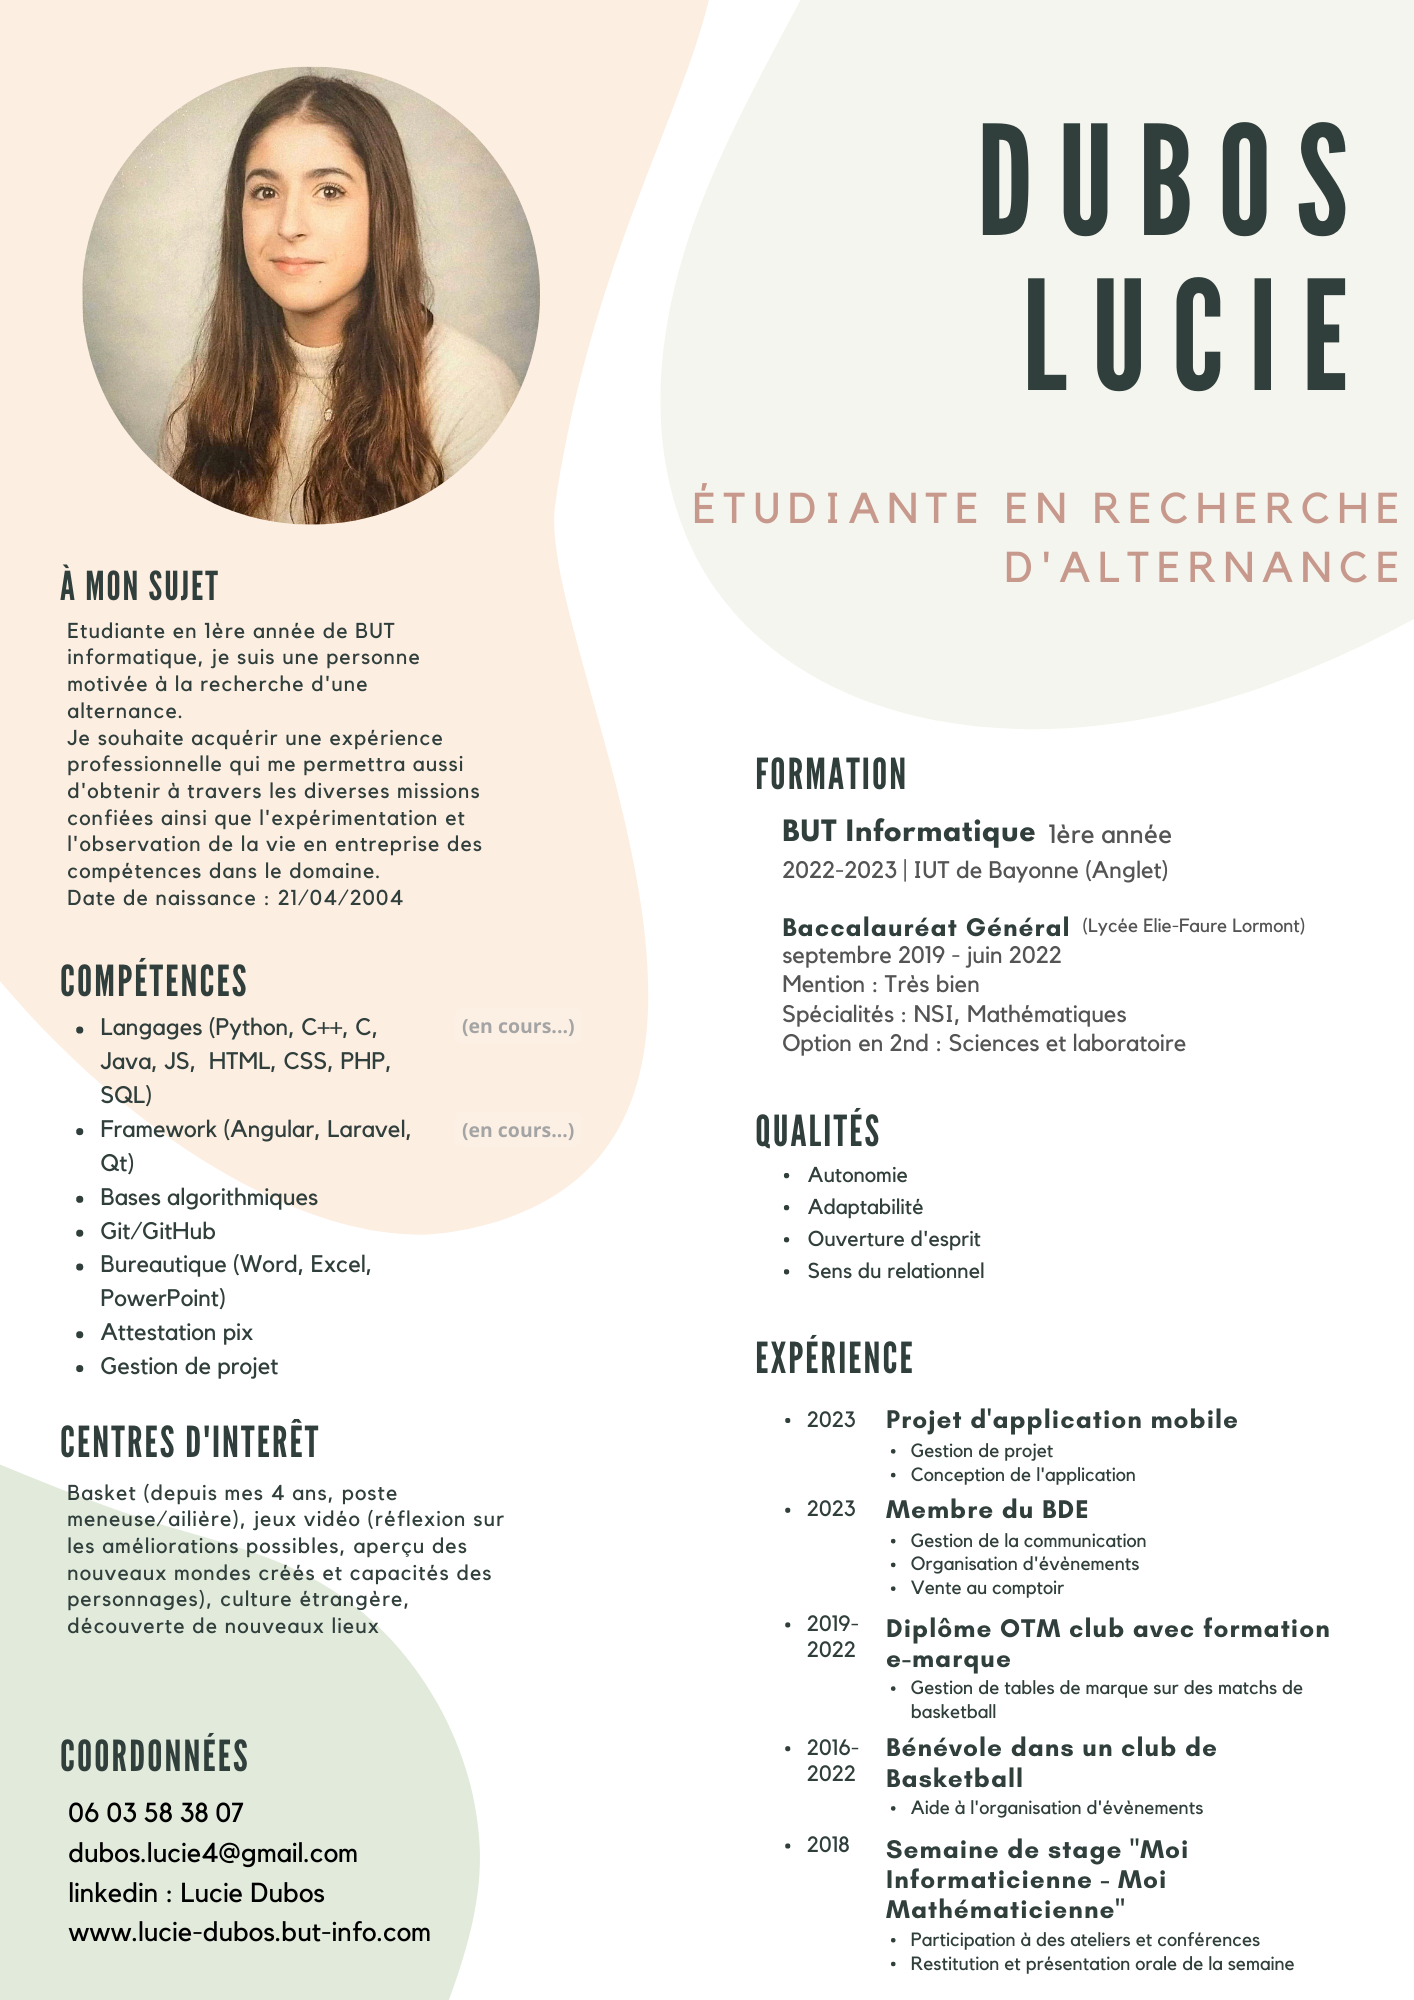 DUBOS
LUCIE
ÉTUDIANTE EN RECHERCHE
D'ALTERNANCE
À MON SUJET
Etudiante en 1ère année de BUT
informatique, je suis une personne
motivée à la recherche d'une
alternance.
Je souhaite acquérir une expérience
professionnelle qui me permettra aussi
d'obtenir à travers les diverses missions
confiées ainsi que l'expérimentation et
l'observation de la vie en entreprise des
compétences dans le domaine.
Date de naissance : 21/04/2004
COMPÉTENCES
• Langages (Python, C++, C, (en cours...)
Java, JS, HTML, CSS, PHP,
SQL)
• Framework (Angular, Laravel, (en cours...)
Qt)
• Bases algorithmiques
• Git/GitHub
• Bureautique (Word, Excel,
PowerPoint)
• Attestation pix
• Gestion de projet
CENTRES D'INTERÊT
Basket (depuis mes 4 ans, poste
meneuse/ailière), jeux vidéo (réflexion sur
les améliorations possibles, aperçu des
nouveaux mondes créés et capacités des
personnages), culture étrangère,
découverte de nouveaux lieux
COORDONNÉES
06 03 58 38 07
dubos.lucie4@gmail.com
linkedin : Lucie Dubos
www.lucie-dubos.but-info.com
FORMATION
BUT Informatique 1ère année
2022-2023 | IUT de Bayonne (Anglet)
Baccalauréat Général (Lycée Elie-Faure Lormont)
septembre 2019 - juin 2022
Mention : Très bien
Spécialités : NSI, Mathématiques
Option en 2nd : Sciences et laboratoire
QUALITÉS
• Autonomie
• Adaptabilité
• Ouverture d'esprit
• Sens du relationnel
EXPÉRIENCE
• 2023 Projet d'application mobile
• Gestion de projet
• Conception de l'application
• 2023 Membre du BDE
• Gestion de la communication
• Organisation d'évènements
• Vente au comptoir
• 2019- Diplôme OTM club avec formation
2022 e-marque
• Gestion de tables de marque sur des matchs de
basketball
• 2016- Bénévole dans un club de
2022 Basketball
• Aide à l'organisation d'évènements
• 2018 Semaine de stage "Moi
Informaticienne - Moi
Mathématicienne"
• Participation à des ateliers et conférences
• Restitution et présentation orale de la semaine